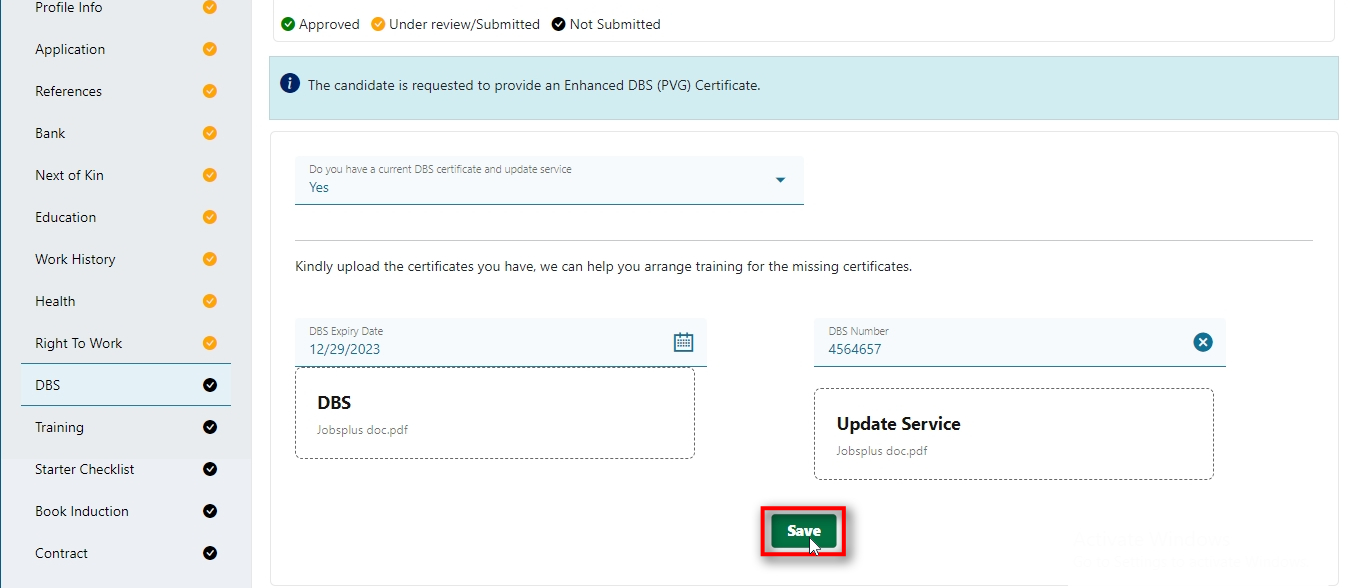 Profile Info
Application
References
Bank
Next of Kin
Education
Work History
Health
Right To Work
DBS
Training
Starter Checklist
Book Induction
Contract
Approved Under review/Submitted Not Submitted
The candidate is requested to provide an Enhanced DBS (PVG) Certificate.
Do you have a current DBS certificate and update service
Yes
Kindly upload the certificates you have, we can help you arrange training for the missing certificates.
DBS Expiry Date
12/29/2023
DBS Number
4564657
DBS
Jobsplus doc.pdf
Update Service
Jobsplus doc.pdf
Save